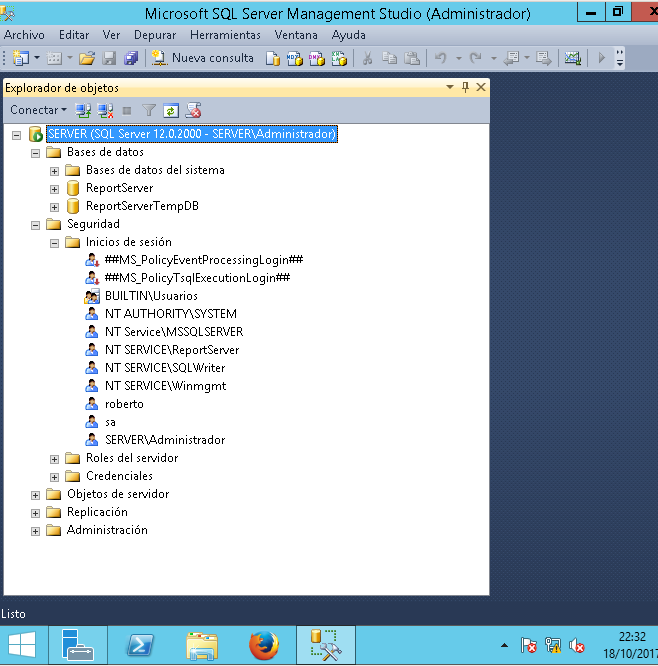 Microsoft SQL Server Management Studio (Administrador)
Archivo Editar Ver Depurar Herramientas Ventana Ayuda
Nueva consulta
Explorador de objetos
Conectar
SERVER (SQL Server 12.0.2000 - SERVER\Administrador)
Bases de datos
Bases de datos del sistema
ReportServer
ReportServerTempDB
Seguridad
Inicios de sesión
##MS_PolicyEventProcessingLogin##
##MS_PolicyTsqlExecutionLogin##
BUILTIN\Usuarios
NT AUTHORITY\SYSTEM
NT Service\MSSQLSERVER
NT SERVICE\ReportServer
NT SERVICE\SQLWriter
NT SERVICE\Winmgmt
roberto
sa
SERVER\Administrador
Roles del servidor
Credenciales
Objetos de servidor
Replicación
Administración
Listo
22:32
18/10/2017